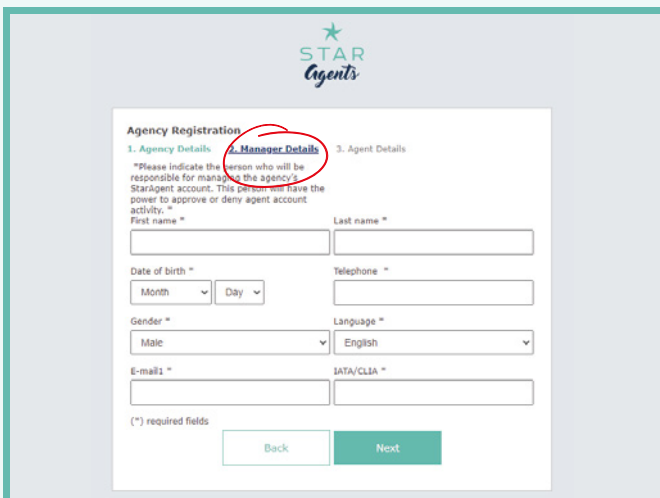 STAR
Agents
Agency Registration
1. Agency Details 2. Manager Details 3. Agent Details
"Please indicate the person who will be
responsible for managing the agency's
StarAgent account. This person will have the
power to approve or deny agent account
activity. "
First name * Last name *
Date of birth * Telephone *
Month Day
Gender * Language *
Male English
E-mail1 * IATA/CLIA *
(*) required fields
Back Next